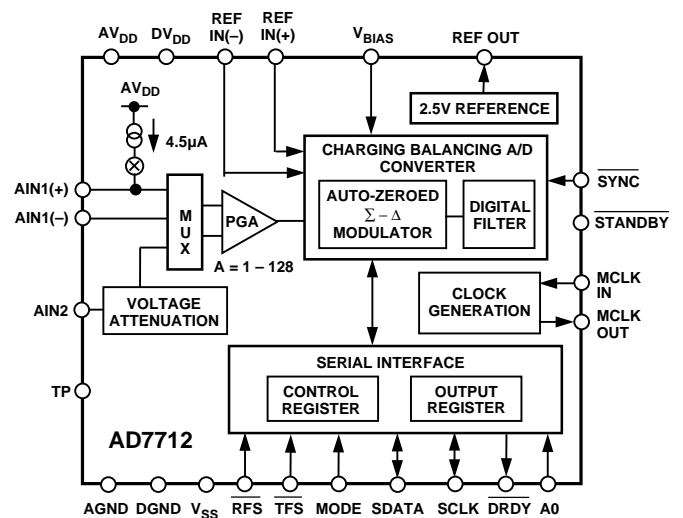 AVDD DVDD REF IN(–) REF IN(+) VBIAS REF OUT
AVDD
4.5µA
2.5V REFERENCE
CHARGING BALANCING A/D
CONVERTER
AUTO-ZEROED
Σ – Δ
MODULATOR
DIGITAL
FILTER
AIN1(+)
AIN1(–)
MUX
PGA
A = 1 – 128
SYNC
STANDBY
AIN2
VOLTAGE
ATTENUATION
CLOCK
GENERATION
MCLK
IN
MCLK
OUT
TP
SERIAL INTERFACE
CONTROL
REGISTER
OUTPUT
REGISTER
AD7712
AGND DGND VSS RFS TFS MODE SDATA SCLK DRDY A0